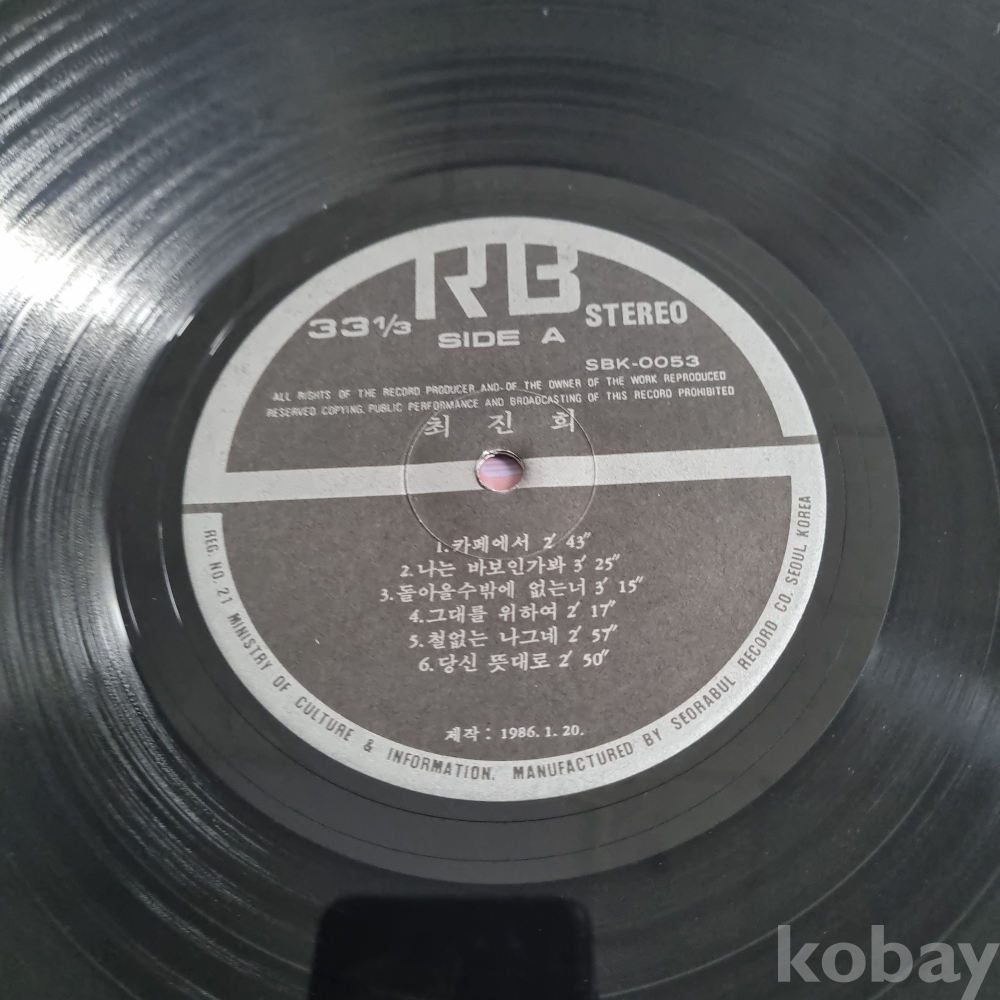 RB
33 1/3 SIDE A STEREO
SBK-0053
ALL RIGHTS OF THE RECORD PRODUCER AND OF THE OWNER OF THE WORK REPRODUCED
RESERVED COPYING. PUBLIC PERFORMANCE AND BROADCASTING OF THIS RECORD PROHIBITED
최 진 희
1. 카페에서 2′ 43″
2. 나는 바보인가봐 3′ 25″
3. 돌아올수밖에 없는너 3′ 15″
4. 그대를 위하여 2′ 17″
5. 철없는 나그네 2′ 57″
6. 당신 뜻대로 2′ 50″
제작 : 1986. 1. 20.
REG. NO. 21 MINISTRY OF CULTURE & INFORMATION. MANUFACTURED BY SEORABUL RECORD CO. SEOUL KOREA
kobay